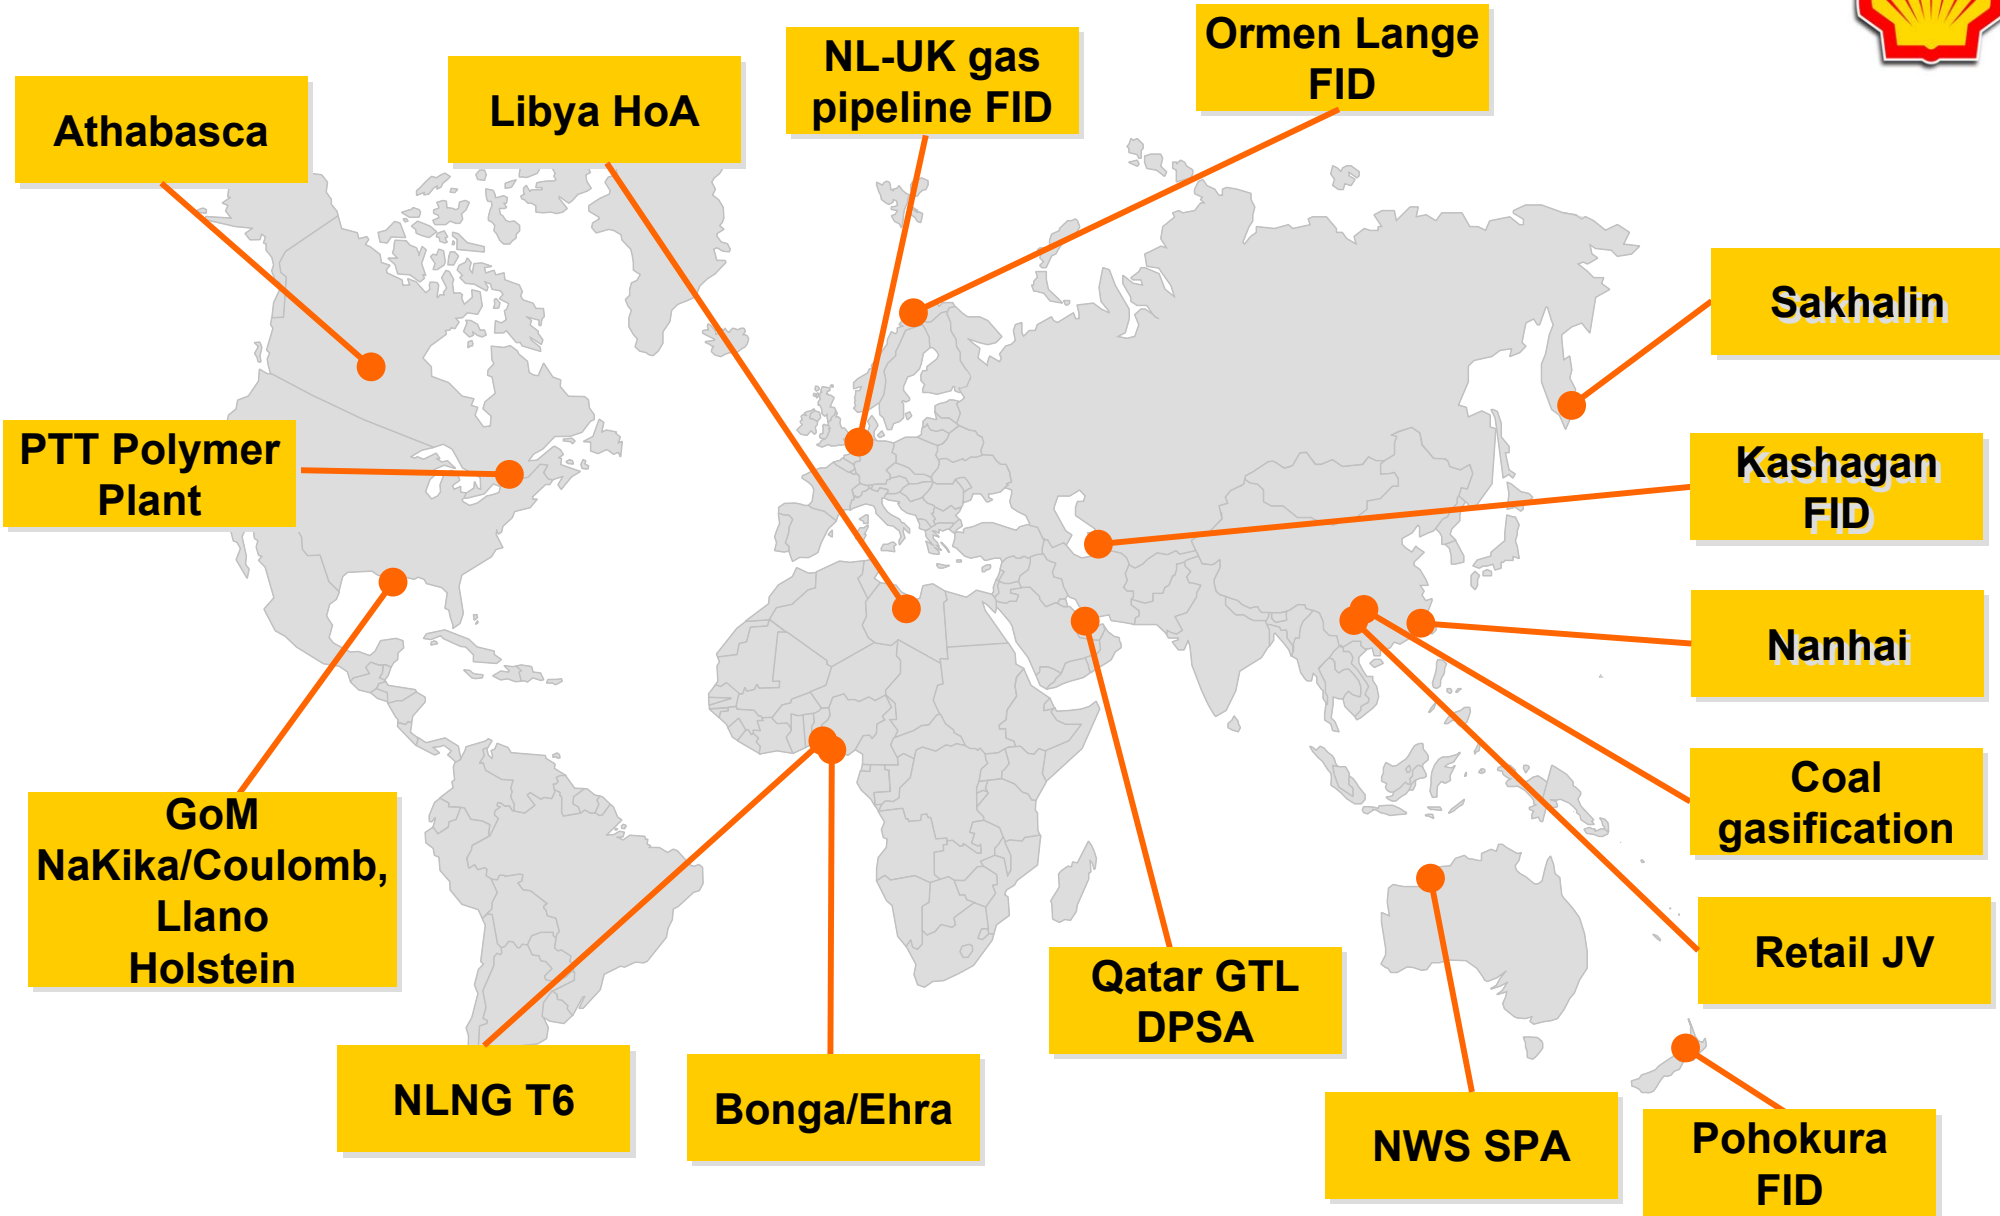 Ormen Lange
FID
NL-UK gas
pipeline FID
Libya HoA
Athabasca
Sakhalin
PTT Polymer
Plant
Kashagan
FID
Nanhai
Coal
gasification
GoM
NaKika/Coulomb,
Llano
Holstein
Retail JV
Qatar GTL
DPSA
NLNG T6
Bonga/Ehra
NWS SPA
Pohokura
FID